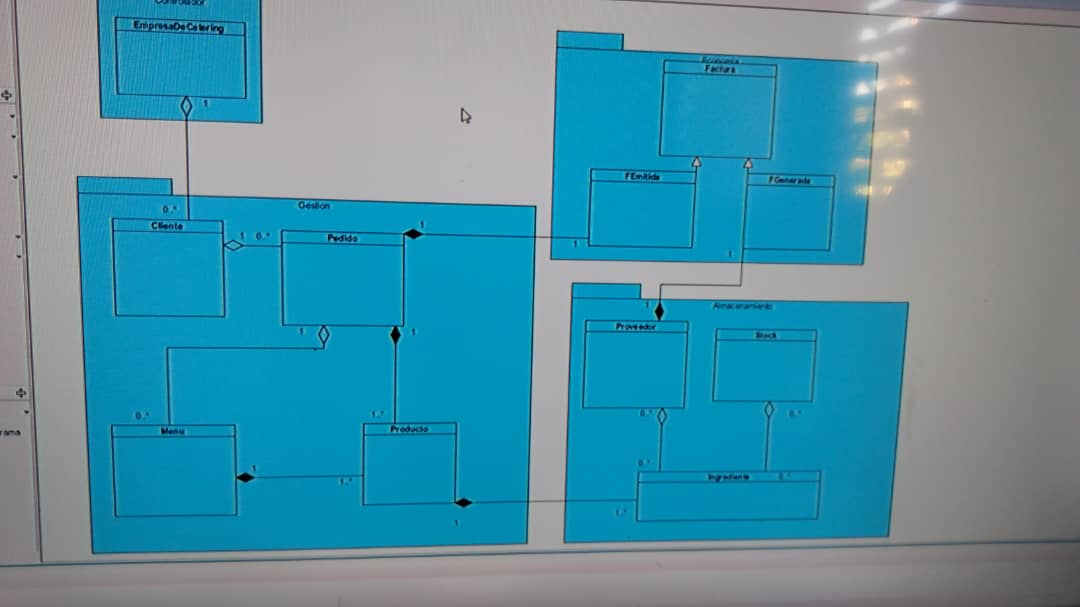 Controlador
EmpresaDeCatering
1
0..*
Gestion
Cliente
1
0..*
Pedido
1
1
1
0..*
1..*
Menu
Producto
1
1..*
1
Economia
Factura
FEmitida
FGenerada
1
1
Almacenamiento
1
Proveedor
Stock
0..*
0..*
0..*
Ingrediente
0..*
1..*
rama